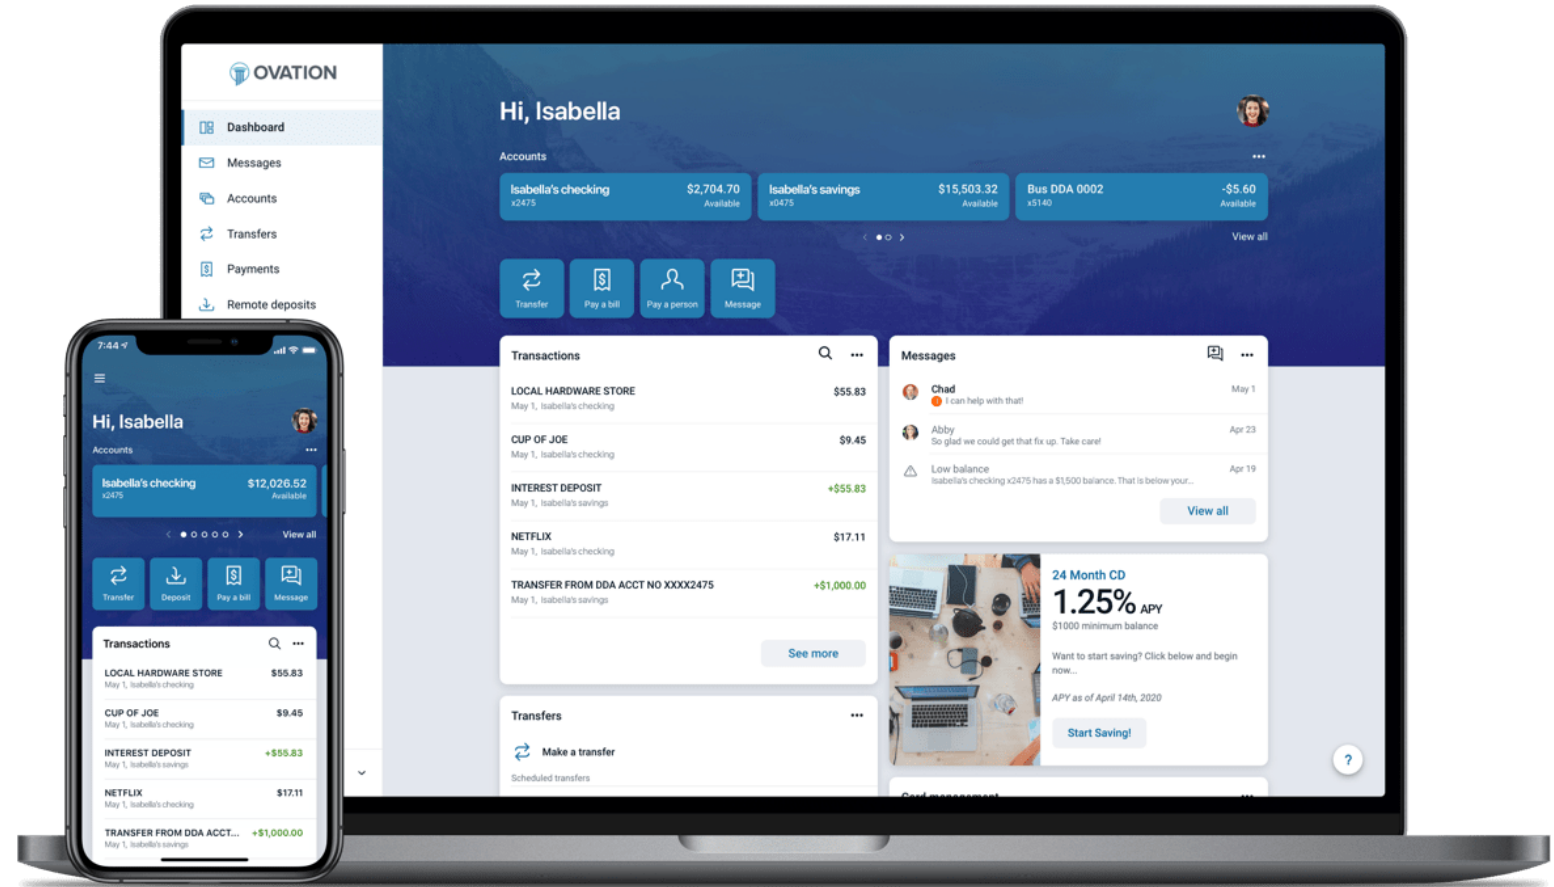 OVATION
Dashboard
Messages
Accounts
Transfers
Payments
Remote deposits
Hi, Isabella
Accounts
Isabella's checking $2,704.70
x2475 Available
Isabella's savings $15,503.32
x0475 Available
Bus DDA 0002 -$5.60
x5140 Available
View all
Transfer
Pay a bill
Pay a person
Message
Transactions
LOCAL HARDWARE STORE $55.83
May 1, Isabella's checking
CUP OF JOE $9.45
May 1, Isabella's checking
INTEREST DEPOSIT +$55.83
May 1, Isabella's savings
NETFLIX $17.11
May 1, Isabella's checking
TRANSFER FROM DDA ACCT NO XXXX2475 +$1,000.00
May 1, Isabella's savings
See more
Transfers
Make a transfer
Scheduled transfers
Messages
Chad May 1
I can help with that!
Abby Apr 23
So glad we could get that fix up. Take care!
Low balance Apr 19
Isabella's checking x2475 has a $1,500 balance. That is below your...
View all
24 Month CD
1.25% APY
$1000 minimum balance
Want to start saving? Click below and begin
now...
APY as of April 14th, 2020
Start Saving!
?
Card management
7:44
Hi, Isabella
Accounts
Isabella's checking $12,026.52
x2475 Available
View all
Transfer
Deposit
Pay a bill
Message
Transactions
LOCAL HARDWARE STORE $55.83
May 1, Isabella's checking
CUP OF JOE $9.45
May 1, Isabella's checking
INTEREST DEPOSIT +$55.83
May 1, Isabella's savings
NETFLIX $17.11
May 1, Isabella's checking
TRANSFER FROM DDA ACCT... +$1,000.00
May 1, Isabella's savings